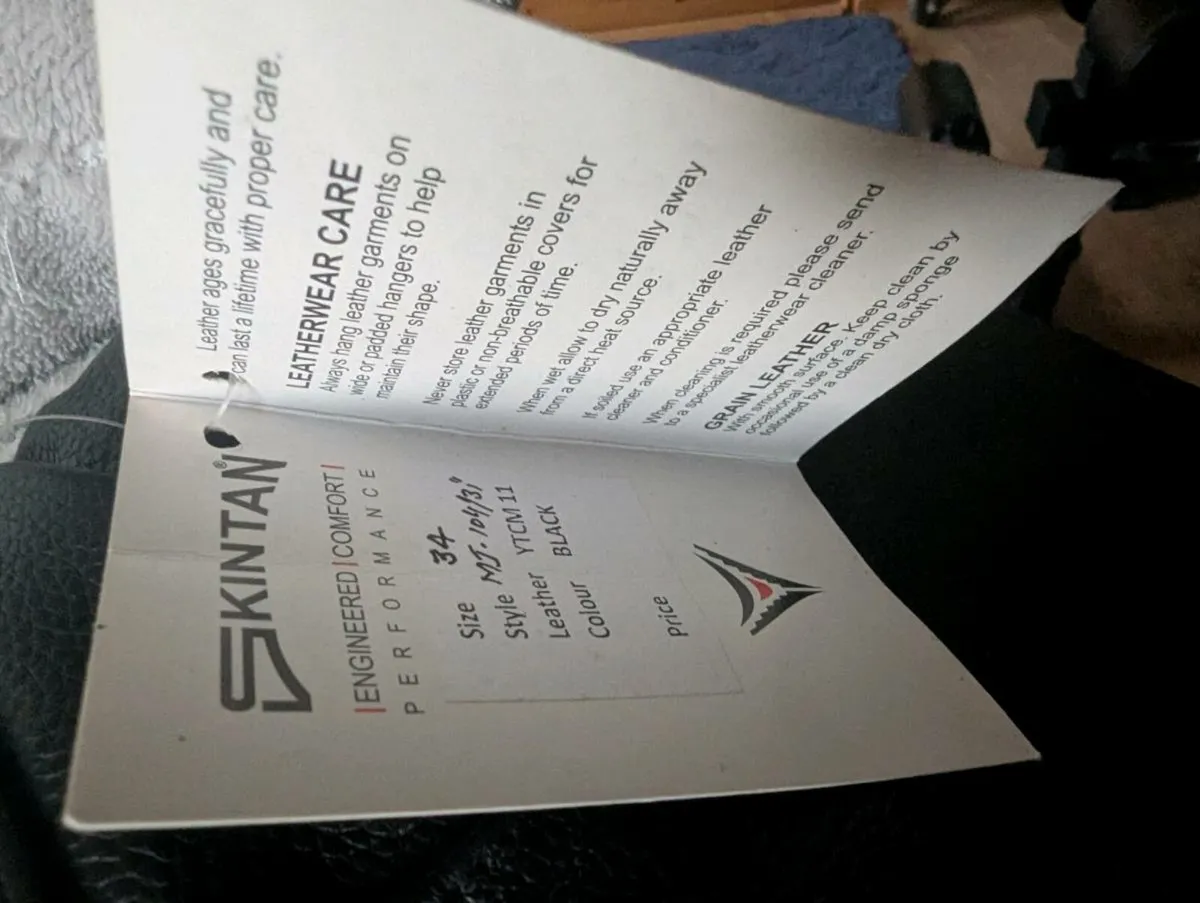 SKINTAN®
|ENGINEERED|COMFORT|
PERFORMANCE
Size 34
Style MJ.104/31"
Leather YTCM 11
Colour BLACK
Price
Leather ages gracefully and
can last a lifetime with proper care.
LEATHERWEAR CARE
Always hang leather garments on
wide or padded hangers to help
maintain their shape.
Never store leather garments in
plastic or non-breathable covers for
extended periods of time.
When wet allow to dry naturally away
from a direct heat source.
If soiled use an appropriate leather
cleaner and conditioner.
When cleaning is required please send
to a specialist leatherwear cleaner.
GRAIN LEATHER
With smooth surface. Keep clean by
occasional use of a damp sponge
followed by a clean dry cloth.